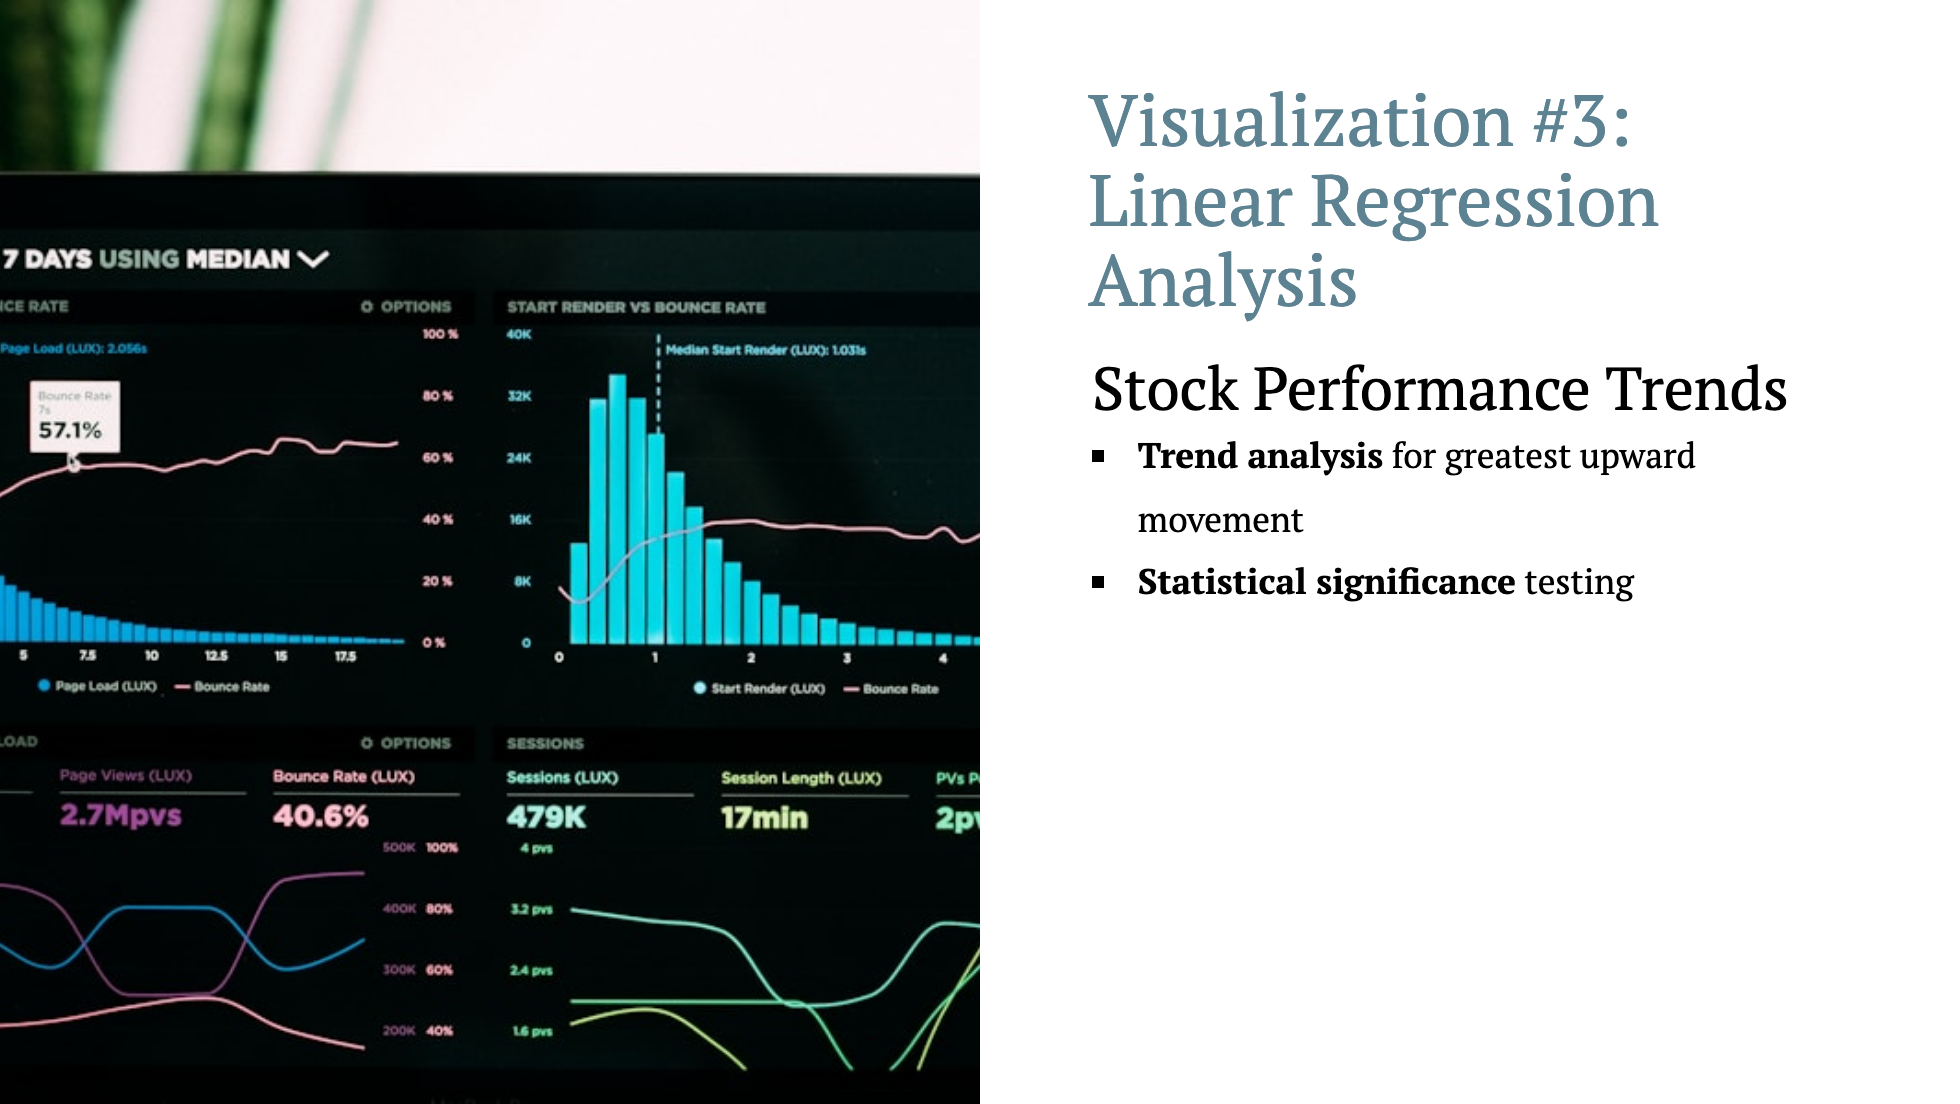 7 DAYS USING MEDIAN
CE RATE
OPTIONS
Page Load (LUX): 2.056s
Bounce Rate
7s
57.1%
100 %
80 %
60 %
40 %
20 %
0 %
5 7.5 10 12.5 15 17.5
Page Load (LUX) Bounce Rate
START RENDER VS BOUNCE RATE
Median Start Render (LUX): 1.031s
40K
32K
24K
16K
8K
0
0 1 2 3 4
Start Render (LUX) Bounce Rate
OAD
OPTIONS
Page Views (LUX)
2.7Mpvs
Bounce Rate (LUX)
40.6%
500K 100%
400K 80%
300K 60%
200K 40%
SESSIONS
Sessions (LUX)
479K
Session Length (LUX)
17min
PVs P
2pv
4 pvs
3.2 pvs
2.4 pvs
1.6 pvs
Visualization #3:
Linear Regression
Analysis
Stock Performance Trends
▪ Trend analysis for greatest upward
movement
▪ Statistical significance testing